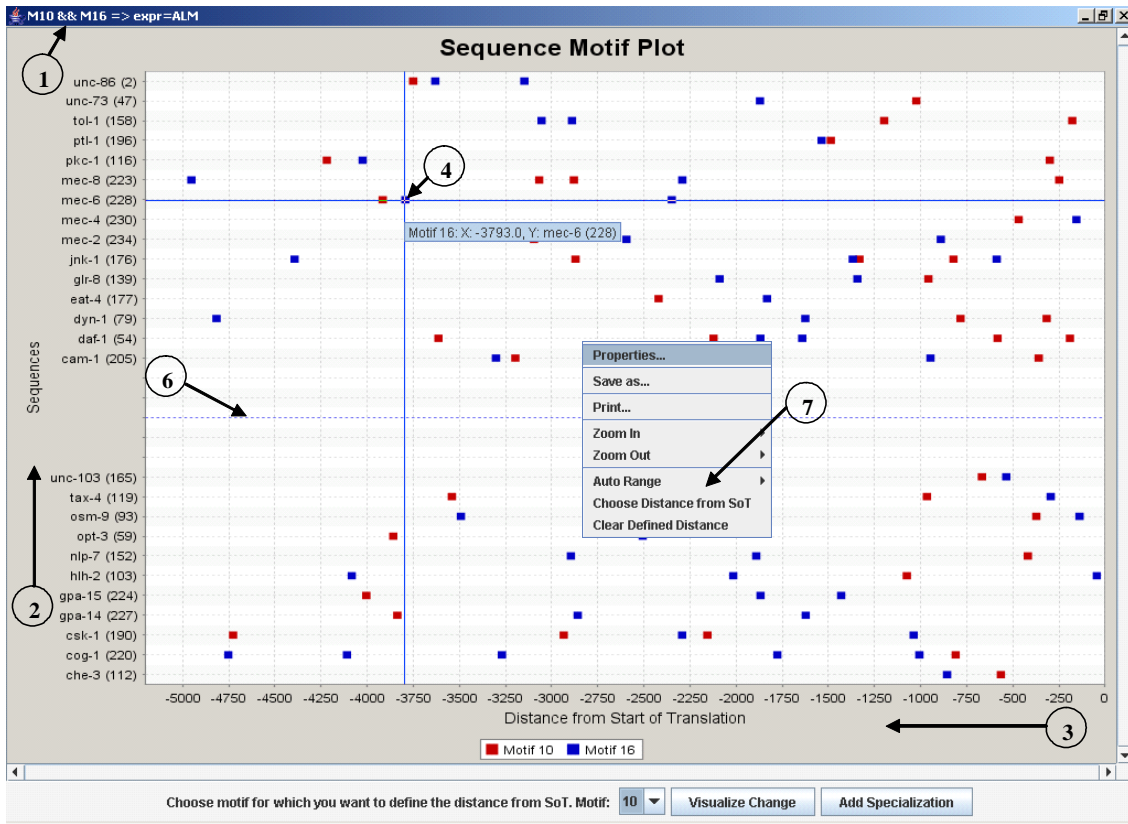 M10 && M16 => expr=ALM
Sequence Motif Plot
1
unc-86 (2)
unc-73 (47)
tol-1 (158)
ptl-1 (196)
pkc-1 (116)
mec-8 (223)
4
mec-6 (228)
mec-4 (230)
Motif 16: X: -3793.0, Y: mec-6 (228)
mec-2 (234)
jnk-1 (176)
glr-8 (139)
eat-4 (177)
dyn-1 (79)
daf-1 (54)
cam-1 (205)
Sequences
6
Properties...
Save as...
Print...
Zoom In
Zoom Out
Auto Range
Choose Distance from SoT
Clear Defined Distance
7
unc-103 (165)
tax-4 (119)
osm-9 (93)
opt-3 (59)
nlp-7 (152)
hlh-2 (103)
2
gpa-15 (224)
gpa-14 (227)
csk-1 (190)
cog-1 (220)
che-3 (112)
-5000 -4750 -4500 -4250 -4000 -3750 -3500 -3250 -3000 -2750 -2500 -2250 -2000 -1750 -1500 -1250 -1000 -750 -500 -250 0
Distance from Start of Translation
3
Motif 10 Motif 16
Choose motif for which you want to define the distance from SoT. Motif: 10 Visualize Change Add Specialization